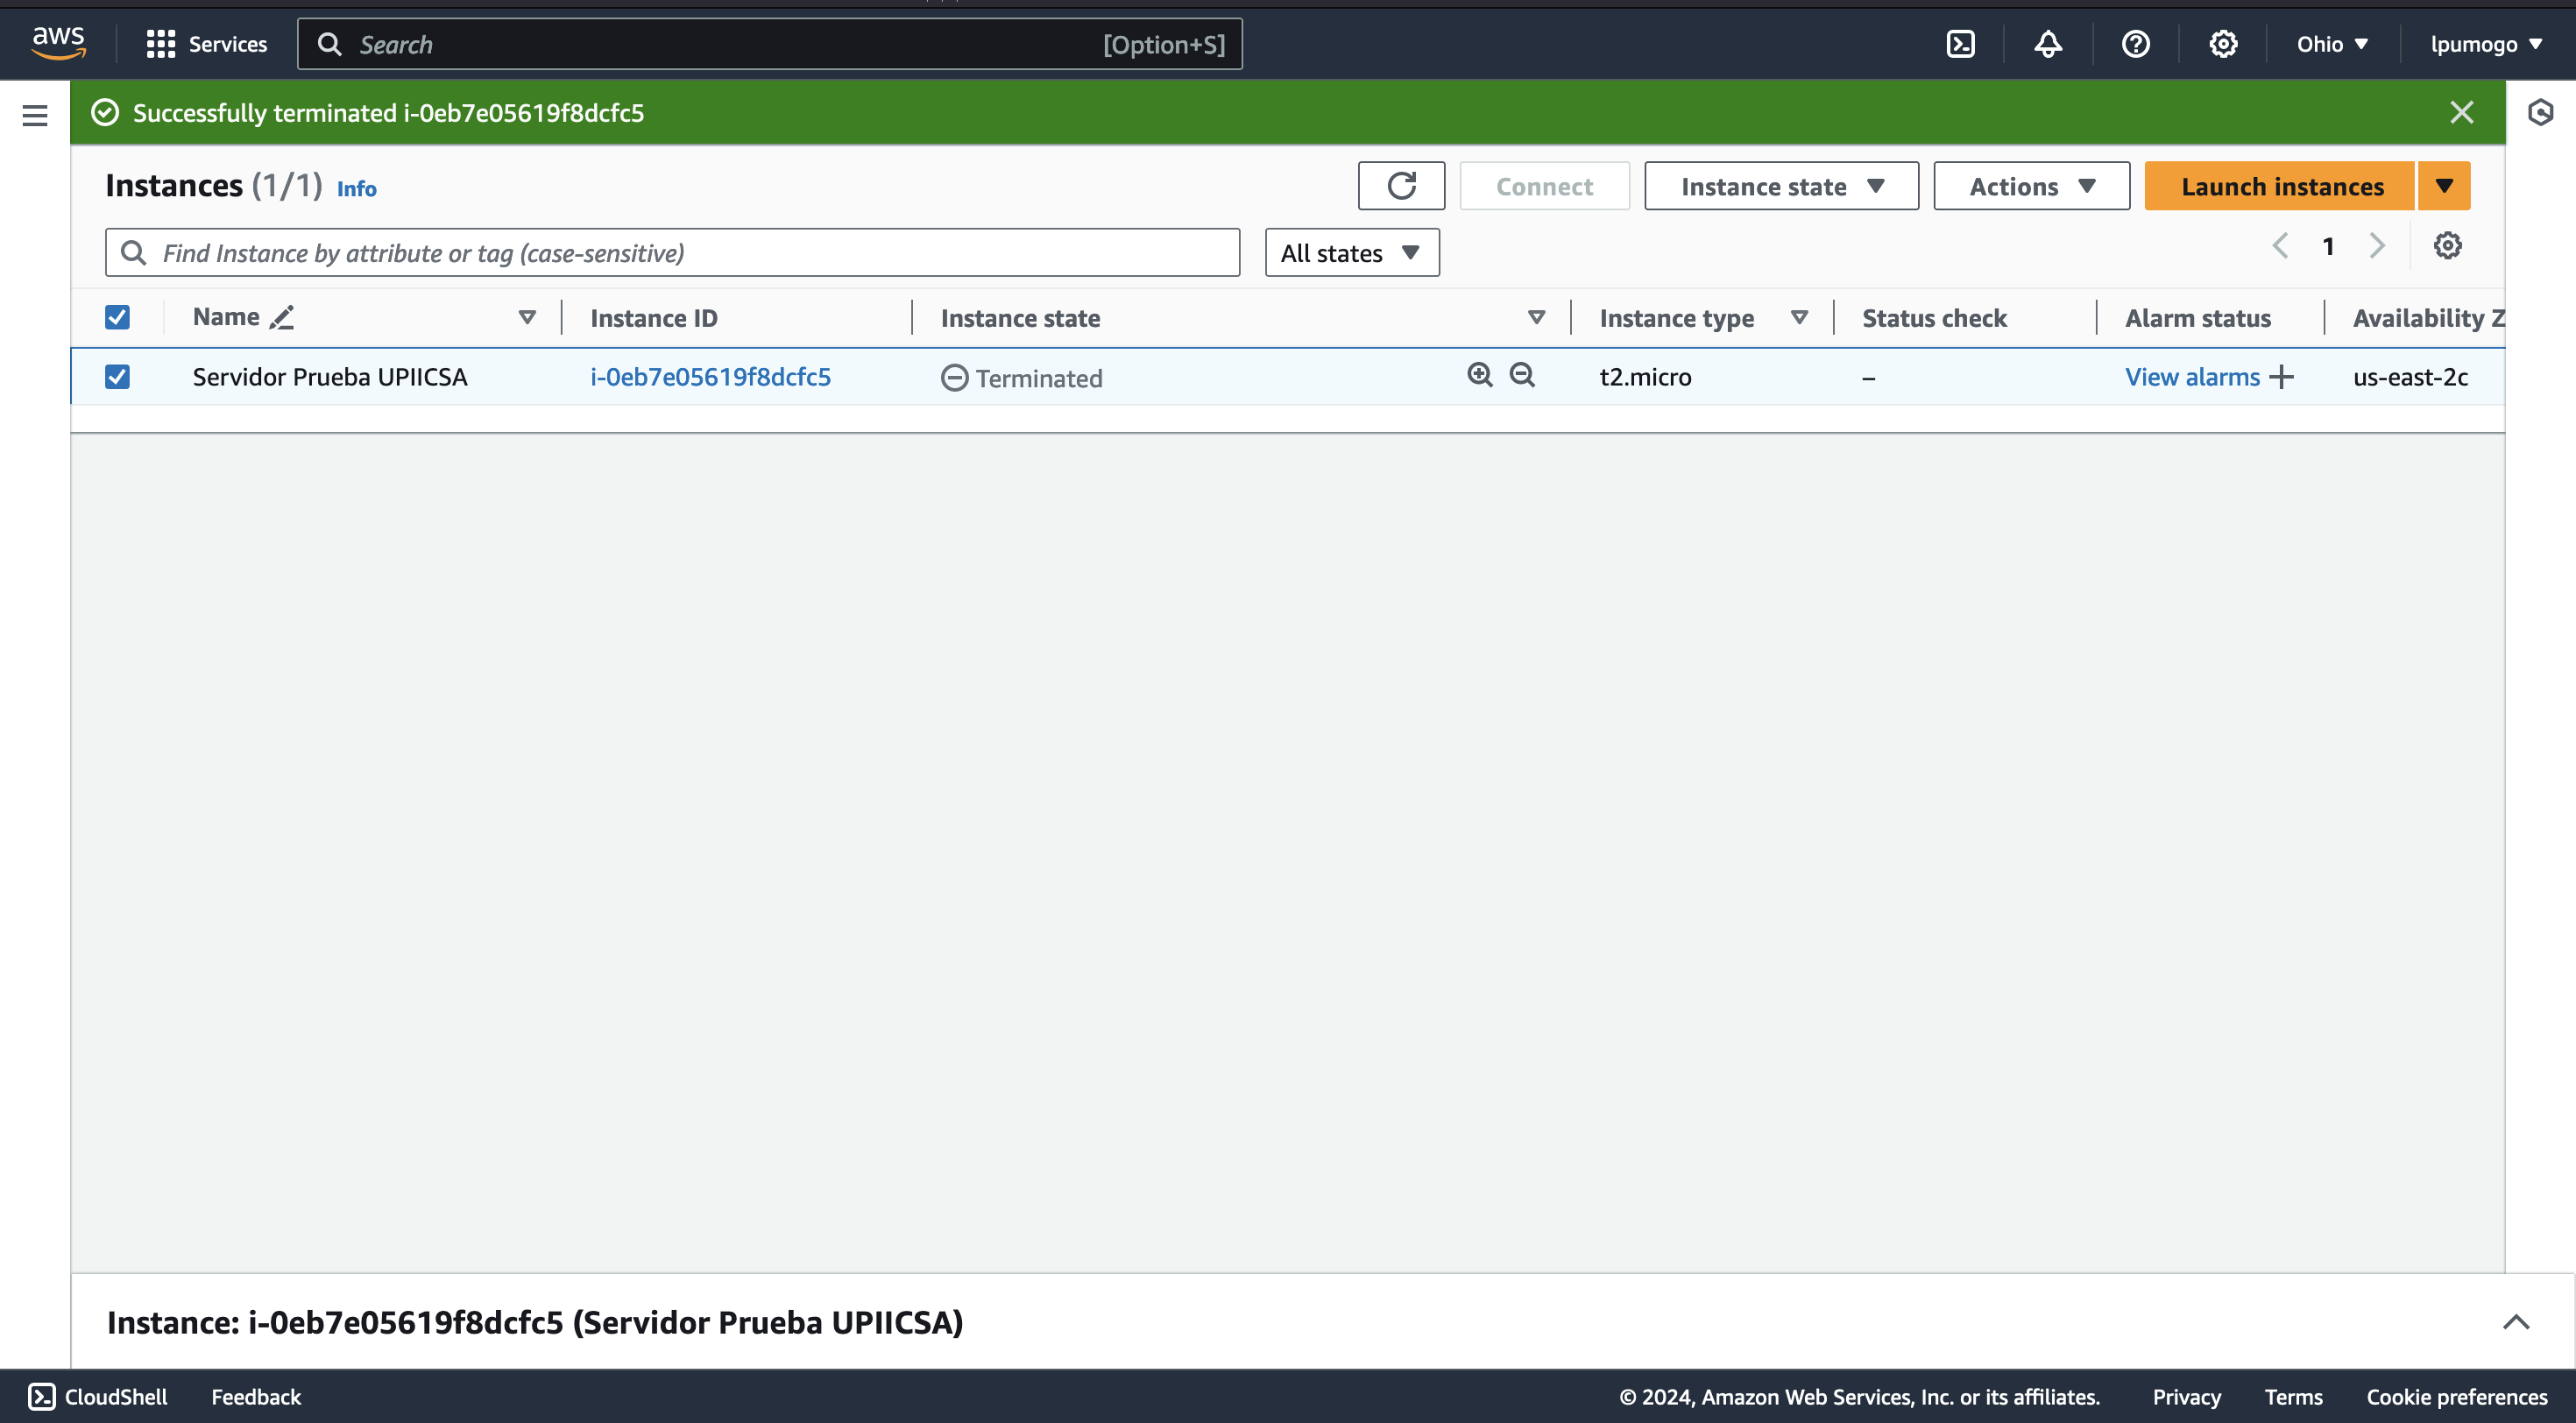 aws Services Search [Option+S] Ohio lpumogo
Successfully terminated i-0eb7e05619f8dcfc5
Instances (1/1) Info Connect Instance state Actions Launch instances
Find Instance by attribute or tag (case-sensitive) All states 1
Name Instance ID Instance state Instance type Status check Alarm status Availability Z
Servidor Prueba UPIICSA i-0eb7e05619f8dcfc5 Terminated t2.micro – View alarms + us-east-2c
Instance: i-0eb7e05619f8dcfc5 (Servidor Prueba UPIICSA)
CloudShell Feedback © 2024, Amazon Web Services, Inc. or its affiliates. Privacy Terms Cookie preferences